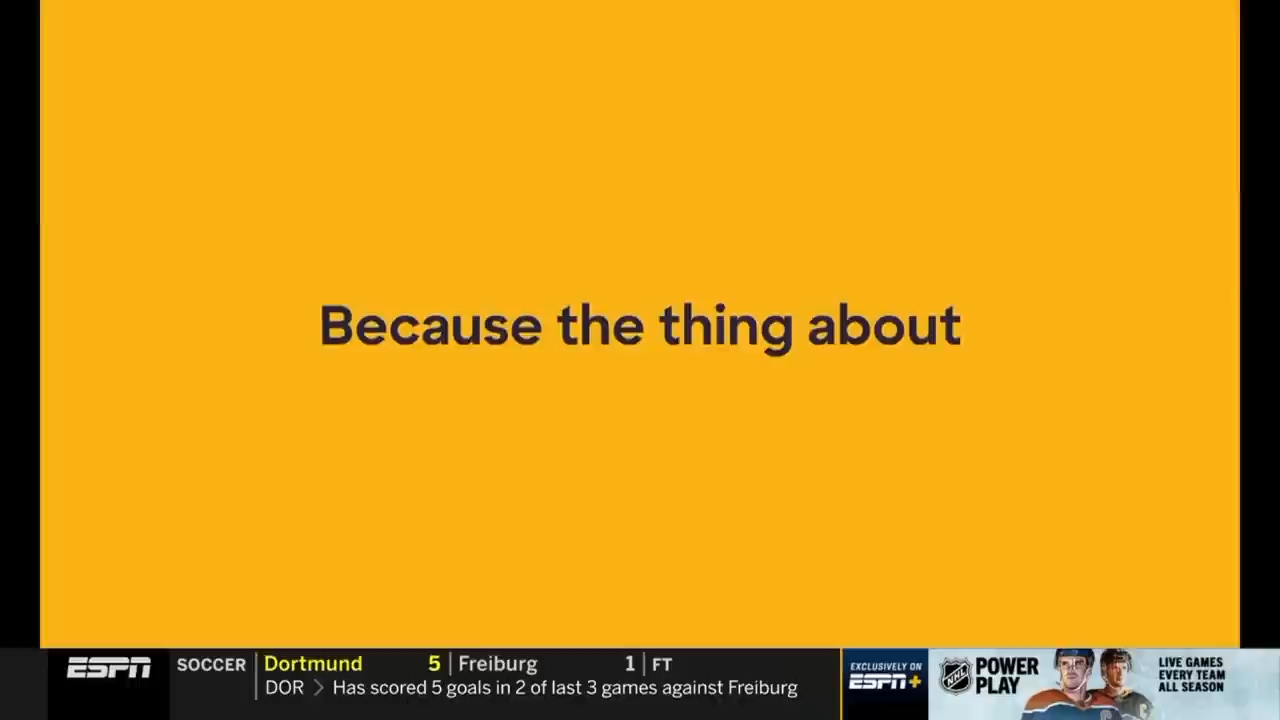 Because the thing about
ESPN
SOCCER
Dortmund 5 Freiburg 1 FT
DOR > Has scored 5 goals in 2 of last 3 games against Freiburg
EXCLUSIVELY ON
ESPN+
NHL
POWER
PLAY
LIVE GAMES
EVERY TEAM
ALL SEASON